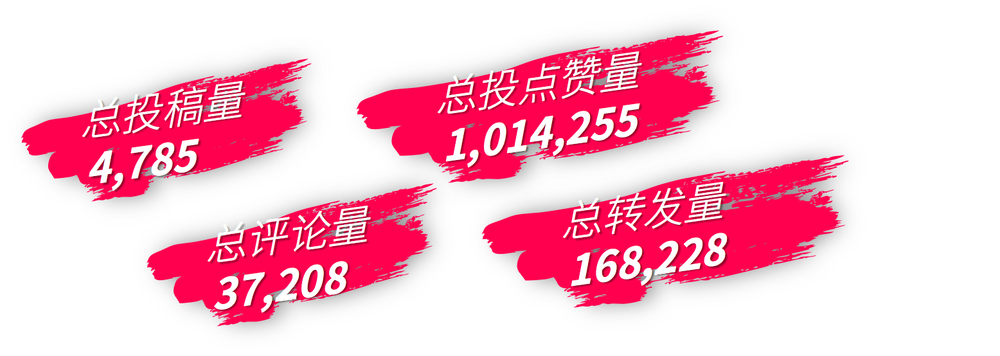 总投稿量
4,785
总投点赞量
1,014,255
总评论量
37,208
总转发量
168,228